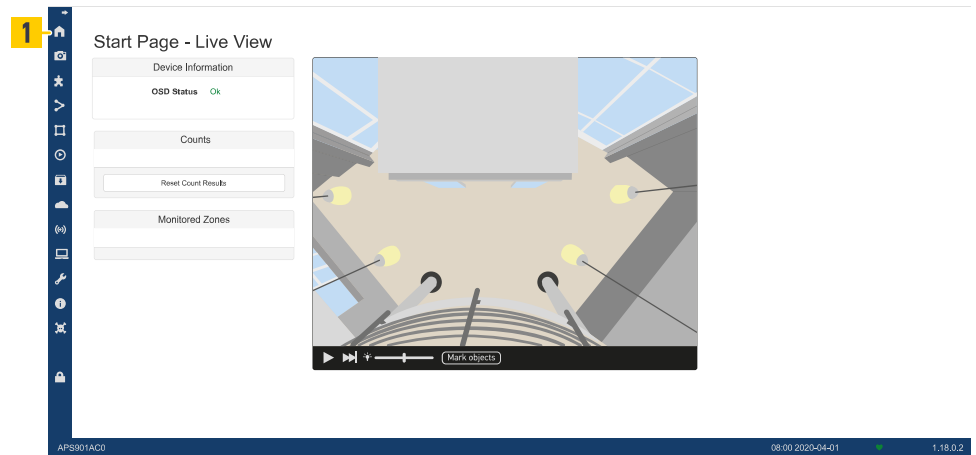 1
Start Page - Live View
Device Information
OSD Status Ok
Counts
Reset Count Results
Monitored Zones
Mark objects
APS901AC0 08:00 2020-04-01 1.18.0.2